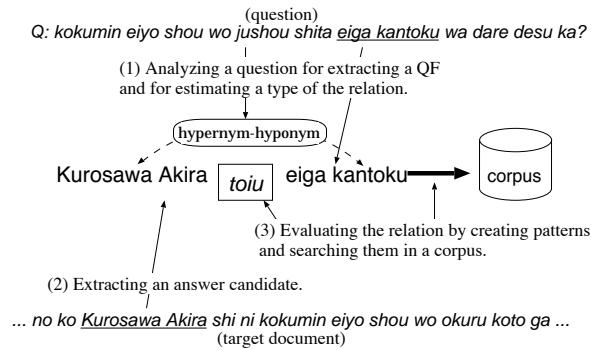 (question)
Q: kokumin eiyo shou wo jushou shita eiga kantoku wa dare desu ka?
(1) Analyzing a question for extracting a QF
and for estimating a type of the relation.
hypernym-hyponym
Kurosawa Akira toiu eiga kantoku corpus
(3) Evaluating the relation by creating patterns
and searching them in a corpus.
(2) Extracting an answer candidate.
... no ko Kurosawa Akira shi ni kokumin eiyo shou wo okuru koto ga ...
(target document)